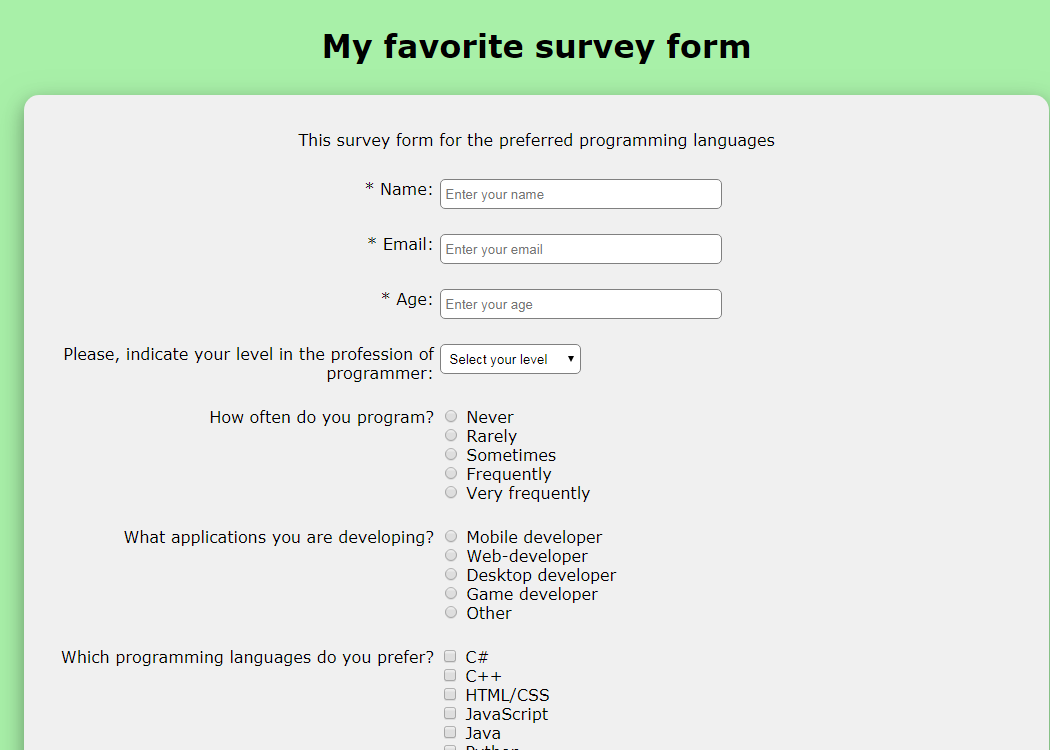 My favorite survey form
This survey form for the preferred programming languages
* Name: Enter your name
* Email: Enter your email
* Age: Enter your age
Please, indicate your level in the profession of
programmer: Select your level
How often do you program? Never
Rarely
Sometimes
Frequently
Very frequently
What applications you are developing? Mobile developer
Web-developer
Desktop developer
Game developer
Other
Which programming languages do you prefer? C#
C++
HTML/CSS
JavaScript
Java
Python